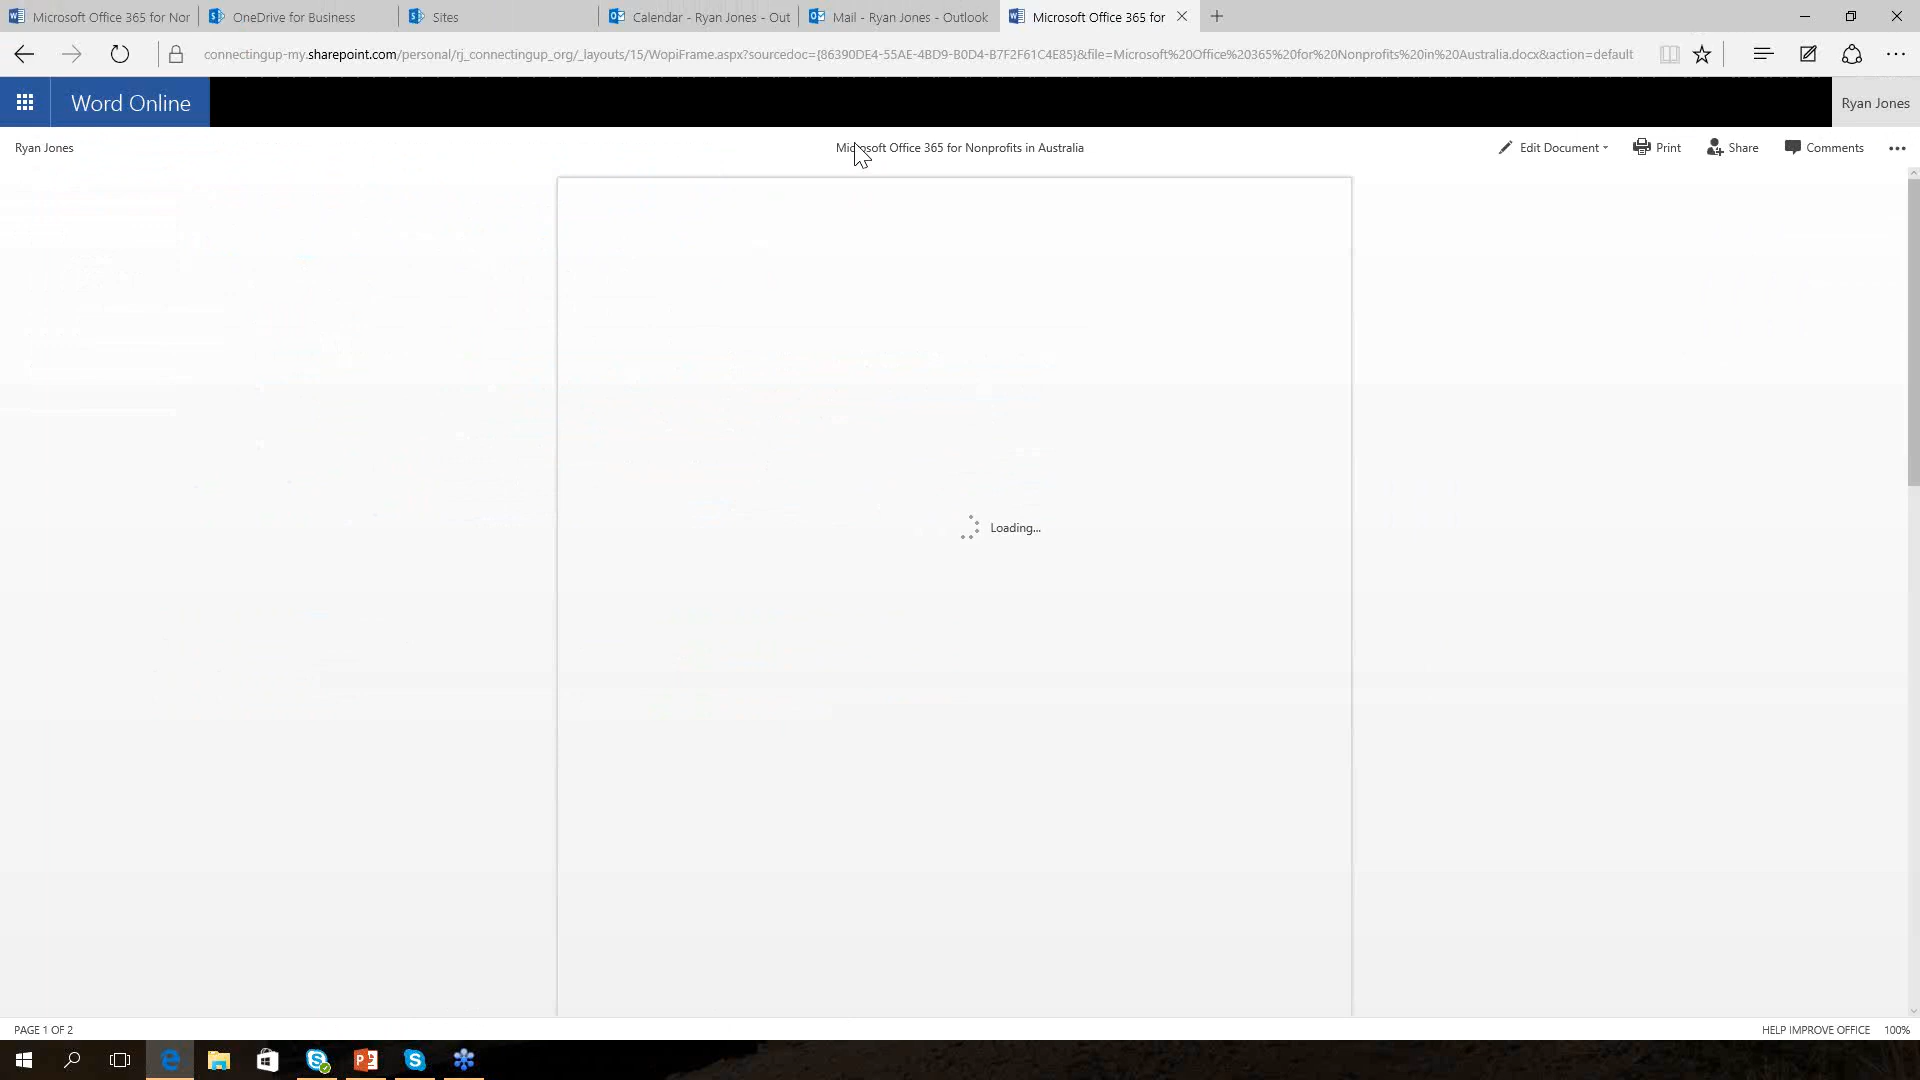 Microsoft Office 365 for Nor
OneDrive for Business
Sites
Calendar - Ryan Jones - Out
Mail - Ryan Jones - Outlook
Microsoft Office 365 for
connectingup-my.sharepoint.com/personal/rj_connectingup_org/_layouts/15/WopiFrame.aspx?sourcedoc={86390DE4-55AE-4BD9-B0D4-B7F2F61C4E85}&file=Microsoft%20Office%20365%20for%20Nonprofits%20in%20Australia.docx&action=default
Word Online
Ryan Jones
Ryan Jones
Microsoft Office 365 for Nonprofits in Australia
Edit Document
Print
Share
Comments
Loading...
PAGE 1 OF 2
HELP IMPROVE OFFICE
100%